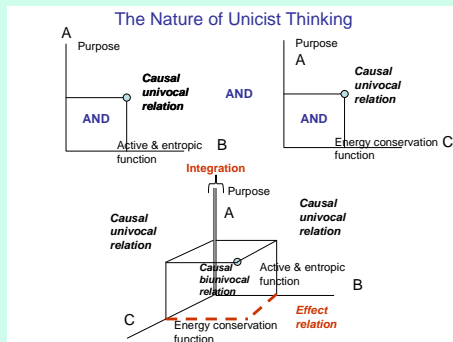 The Nature of Unicist Thinking
A
Purpose
Causal
univocal
relation
AND
Active & entropic
function
B
AND
Purpose
A
Causal
univocal
relation
AND
Energy conservation
function
C
Integration
Purpose
A
Causal
univocal
relation
Causal
univocal
relation
Causal
biunivocal
relation
Active & entropic
function
B
Effect
relation
C
Energy conservation
function